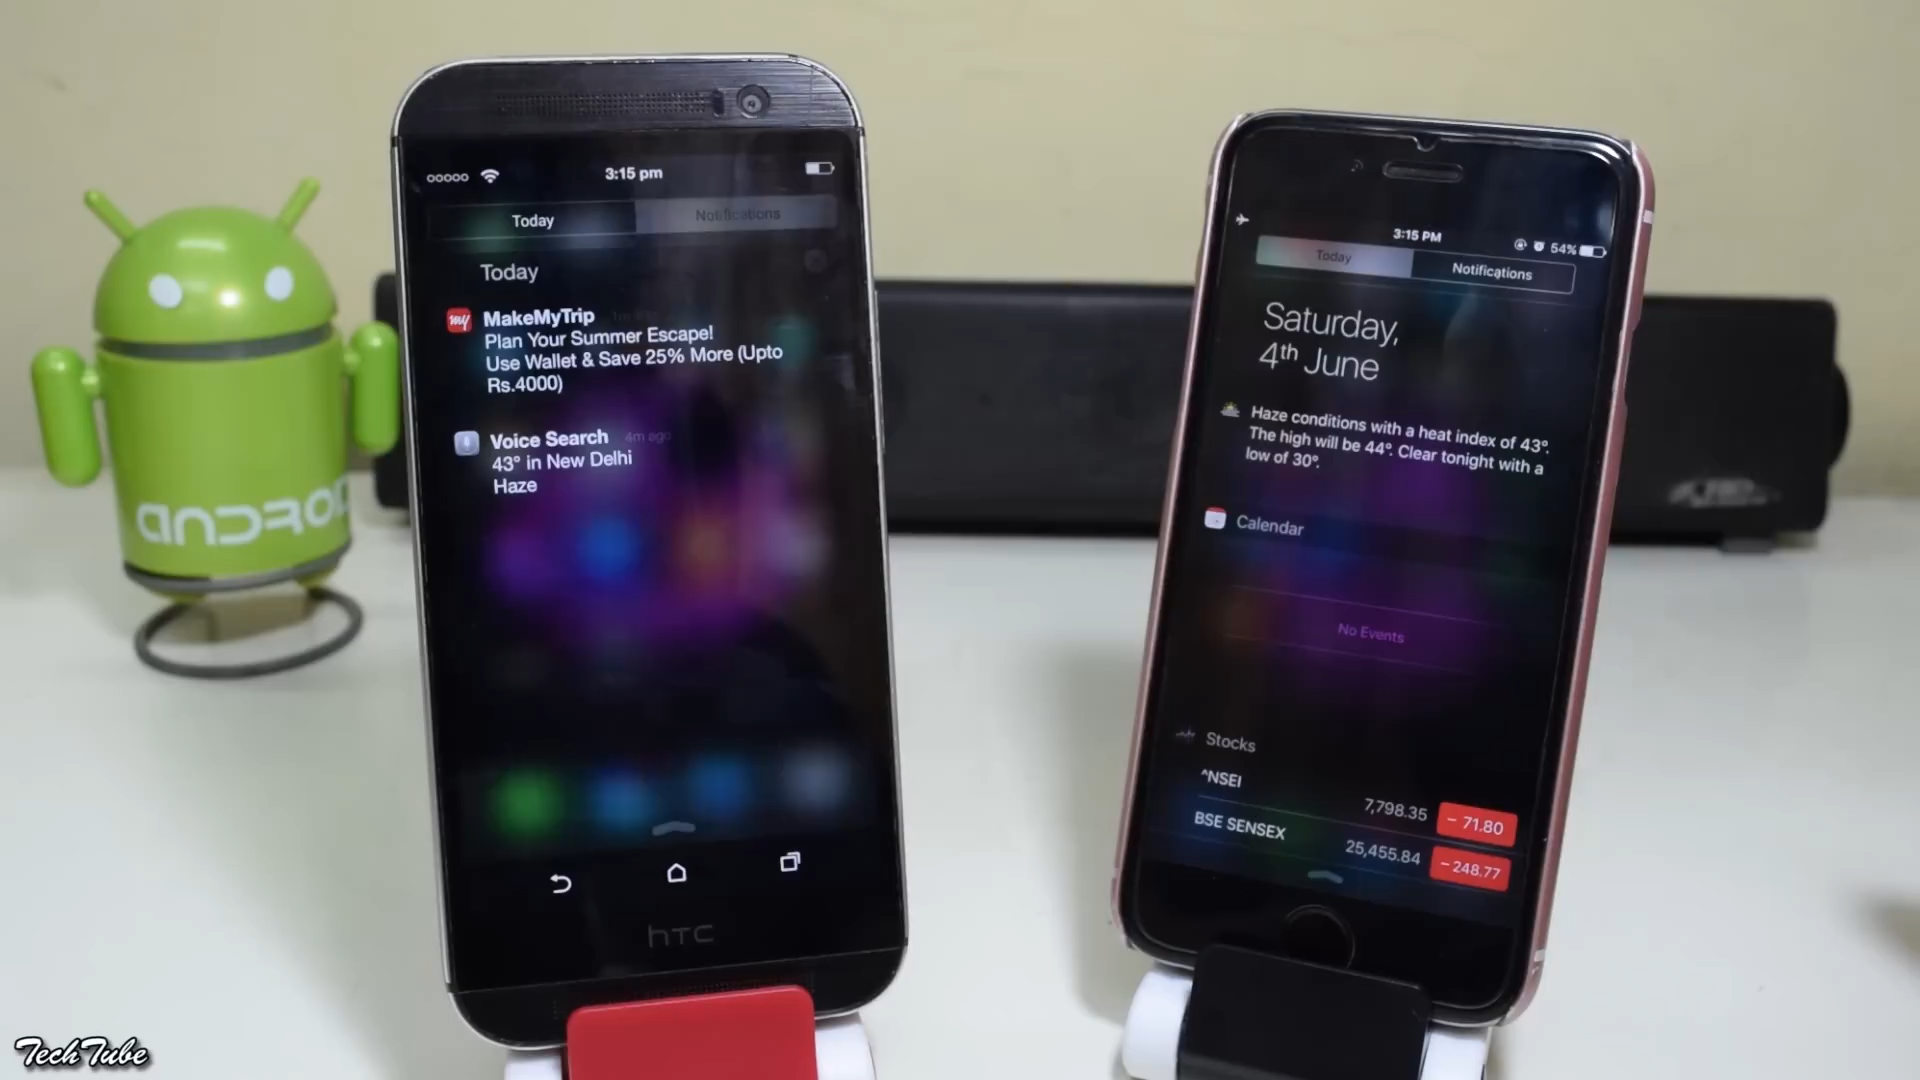 ANDROID
3:15 pm
Today
Notifications
Today
my
MakeMyTrip
Plan Your Summer Escape!
Use Wallet & Save 25% More (Upto
Rs.4000)
Voice Search 4m ago
43° in New Delhi
Haze
hTC
3:15 PM
54%
Today
Notifications
Saturday,
4th June
Haze conditions with a heat index of 43°.
The high will be 44°. Clear tonight with a
low of 30°.
Calendar
No Events
Stocks
^NSEI
7,798.35
- 71.80
BSE SENSEX
25,455.84
-248.77
TechTube